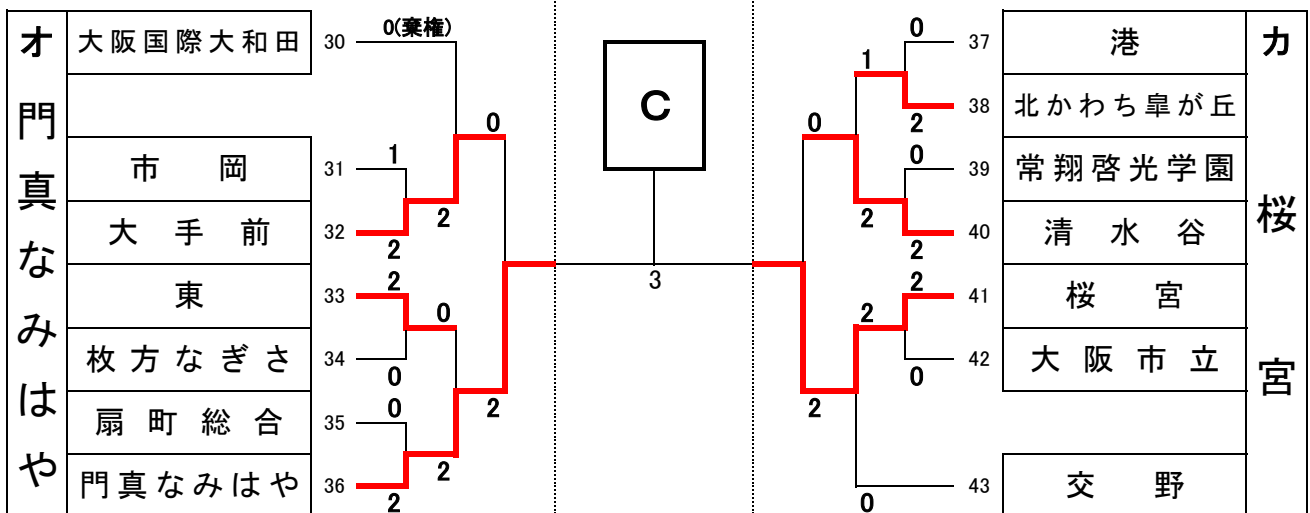 オ 門真なみはや
大阪国際大和田 30 0(棄権)
市岡 31 1
大手前 32 2
2
0
東 33 2
0
枚方なぎさ 34 0
扇町総合 35 0
門真なみはや 36 2
2
2
C
3
カ 桜宮
0 37 港
1
2 38 北かわち皐が丘
0 39 常翔啓光学園
2 40 清水谷
2
0
2 41 桜宮
2
0 42 大阪市立
2
0 43 交野